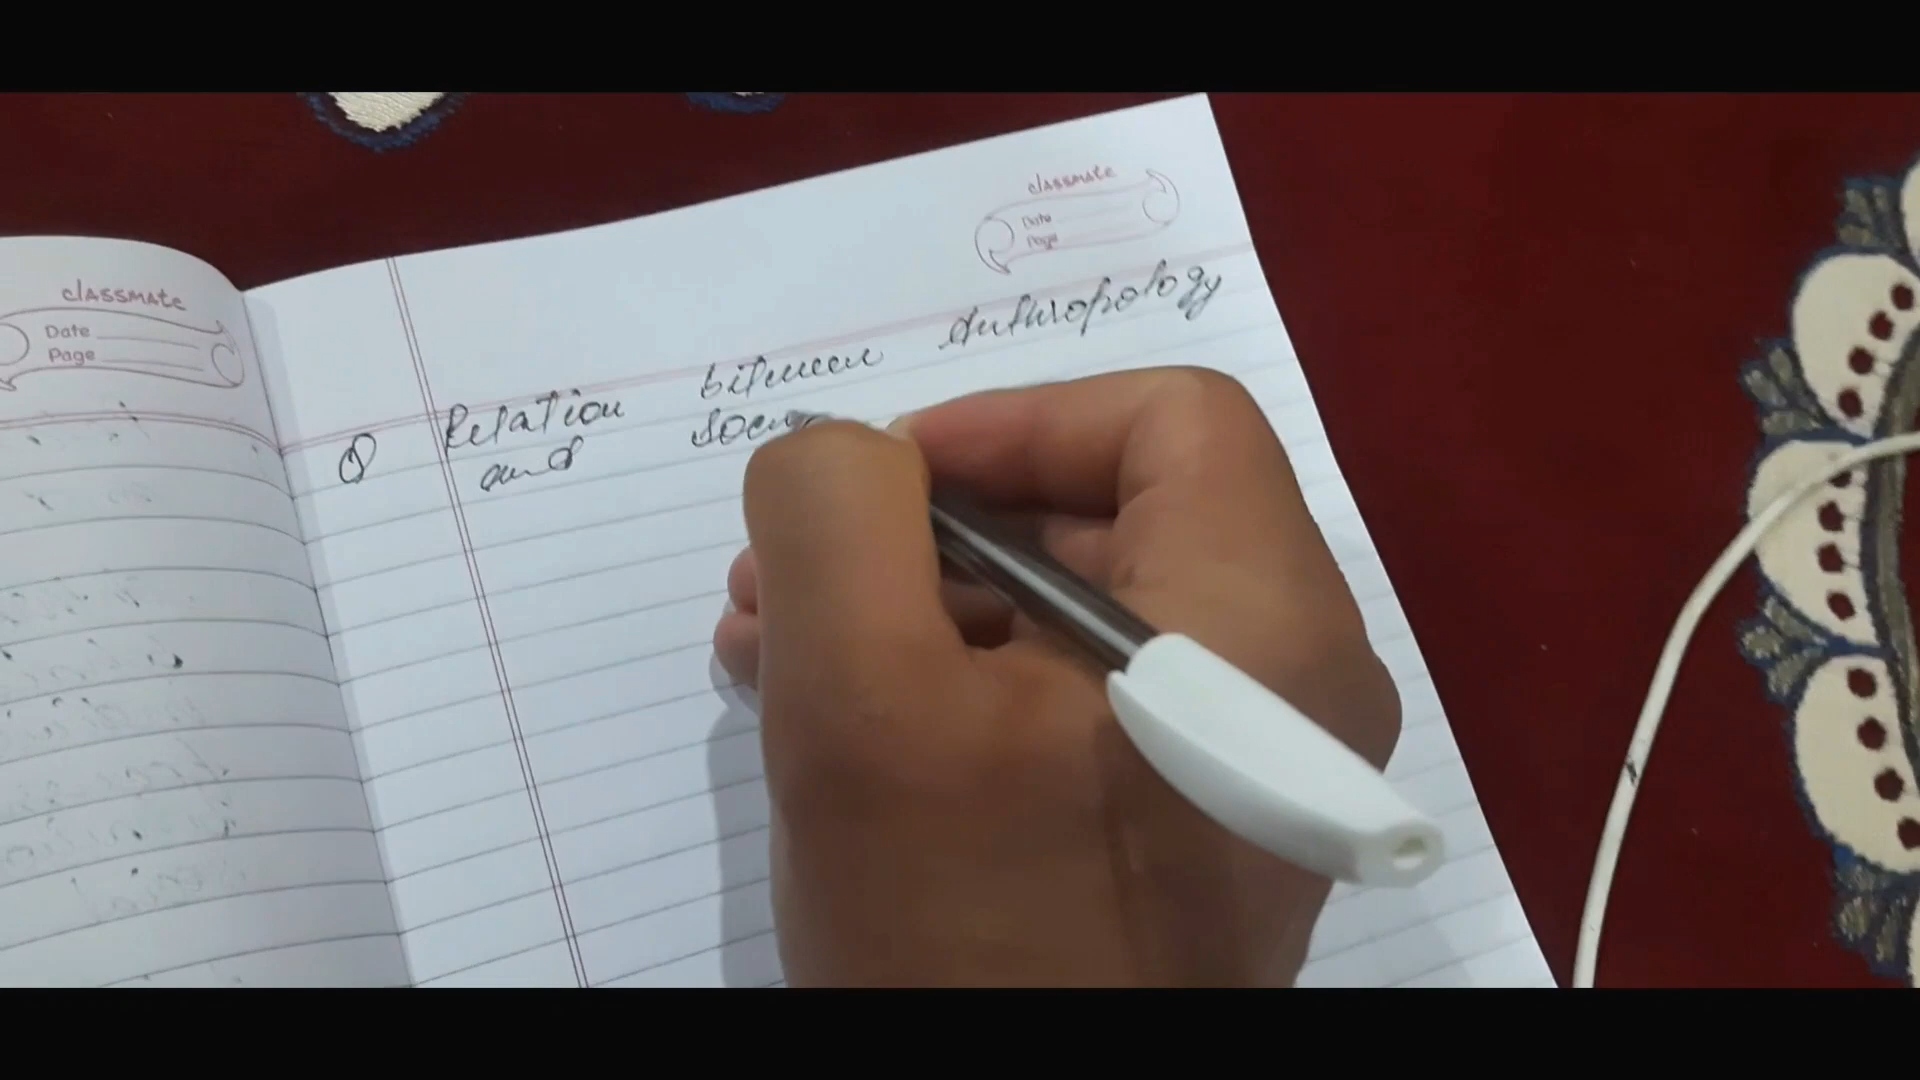 classmate
Date
Page
classmate
Date
Page
Q Relation between Anthropology
and